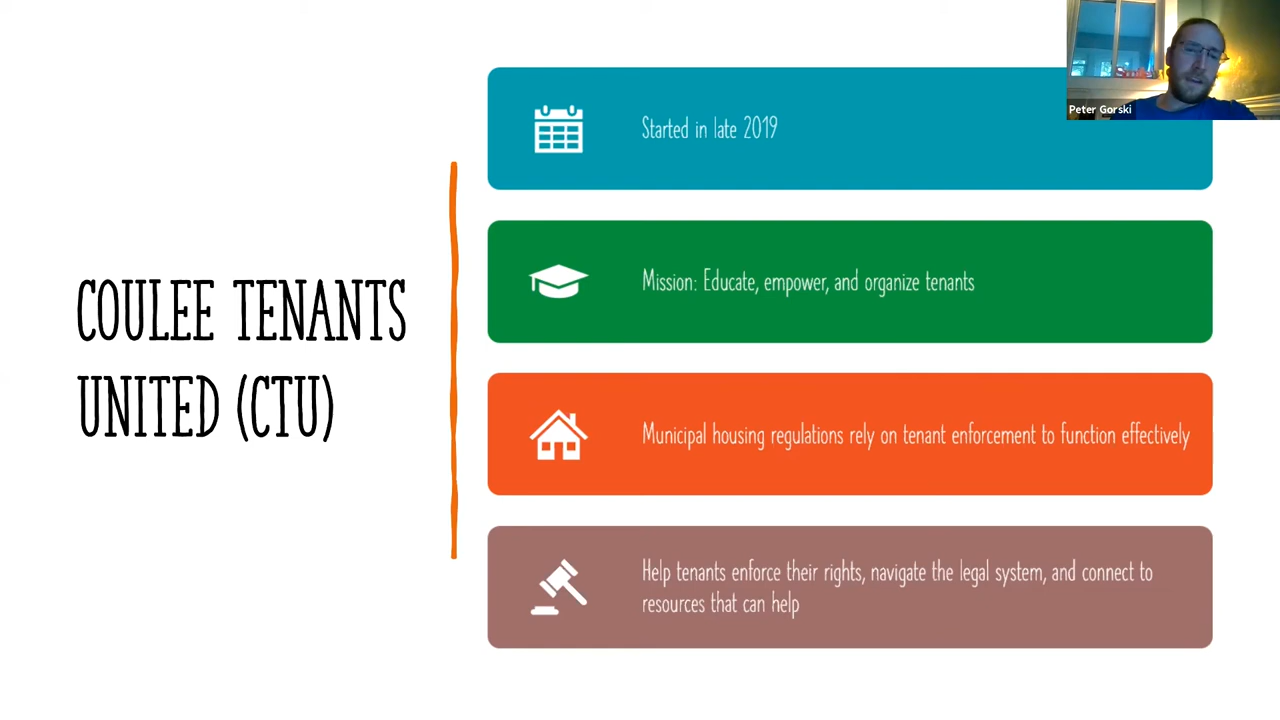 COULEE TENANTS
UNITED (CTU)
Started in late 2019
Mission: Educate, empower, and organize tenants
Municipal housing regulations rely on tenant enforcement to function effectively
Help tenants enforce their rights, navigate the legal system, and connect to
resources that can help
Peter Gorski